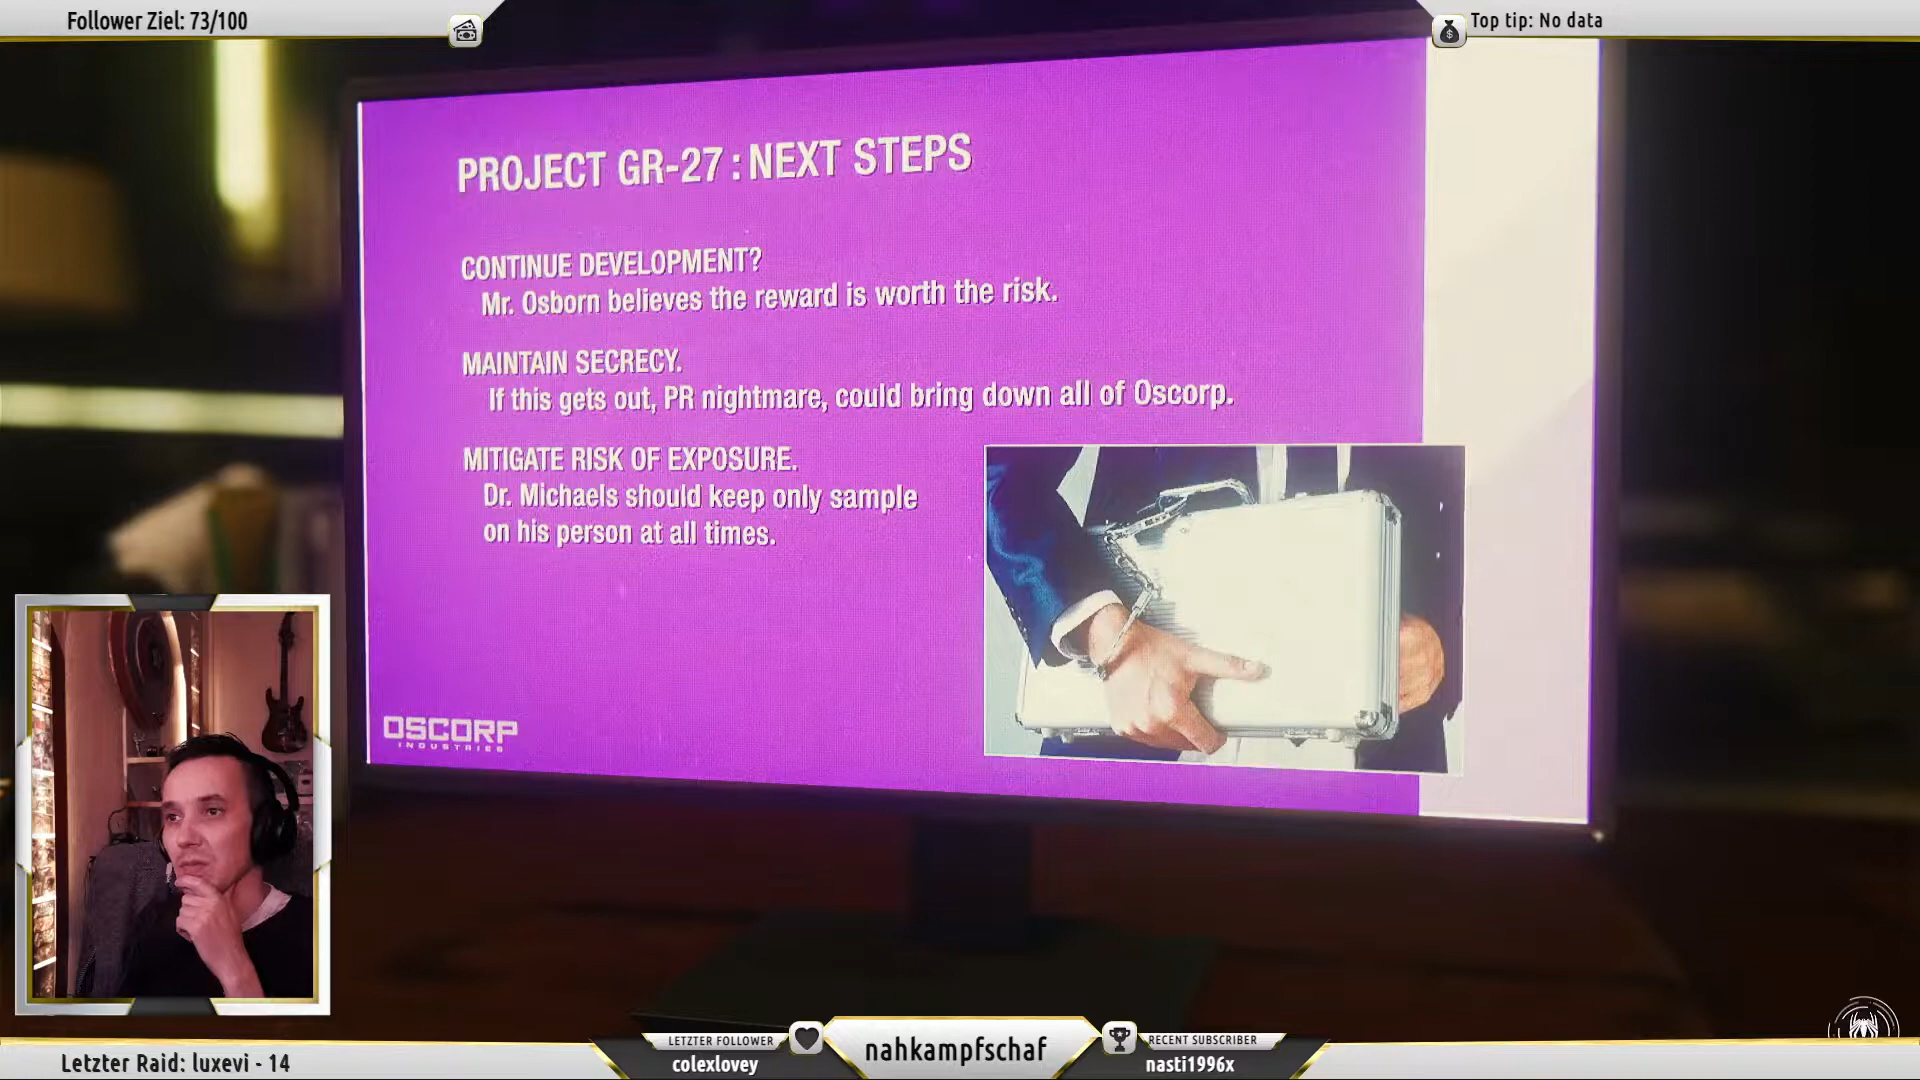 Follower Ziel: 73/100
Top tip: No data
PROJECT GR-27 : NEXT STEPS
CONTINUE DEVELOPMENT?
Mr. Osborn believes the reward is worth the risk.
MAINTAIN SECRECY.
If this gets out, PR nightmare, could bring down all of Oscorp.
MITIGATE RISK OF EXPOSURE.
Dr. Michaels should keep only sample
on his person at all times.
OSCORP
INDUSTRIES
LETZTER FOLLOWER
colexlovey
nahkampfschaf
RECENT SUBSCRIBER
nasti1996x
Letzter Raid: luxevi - 14